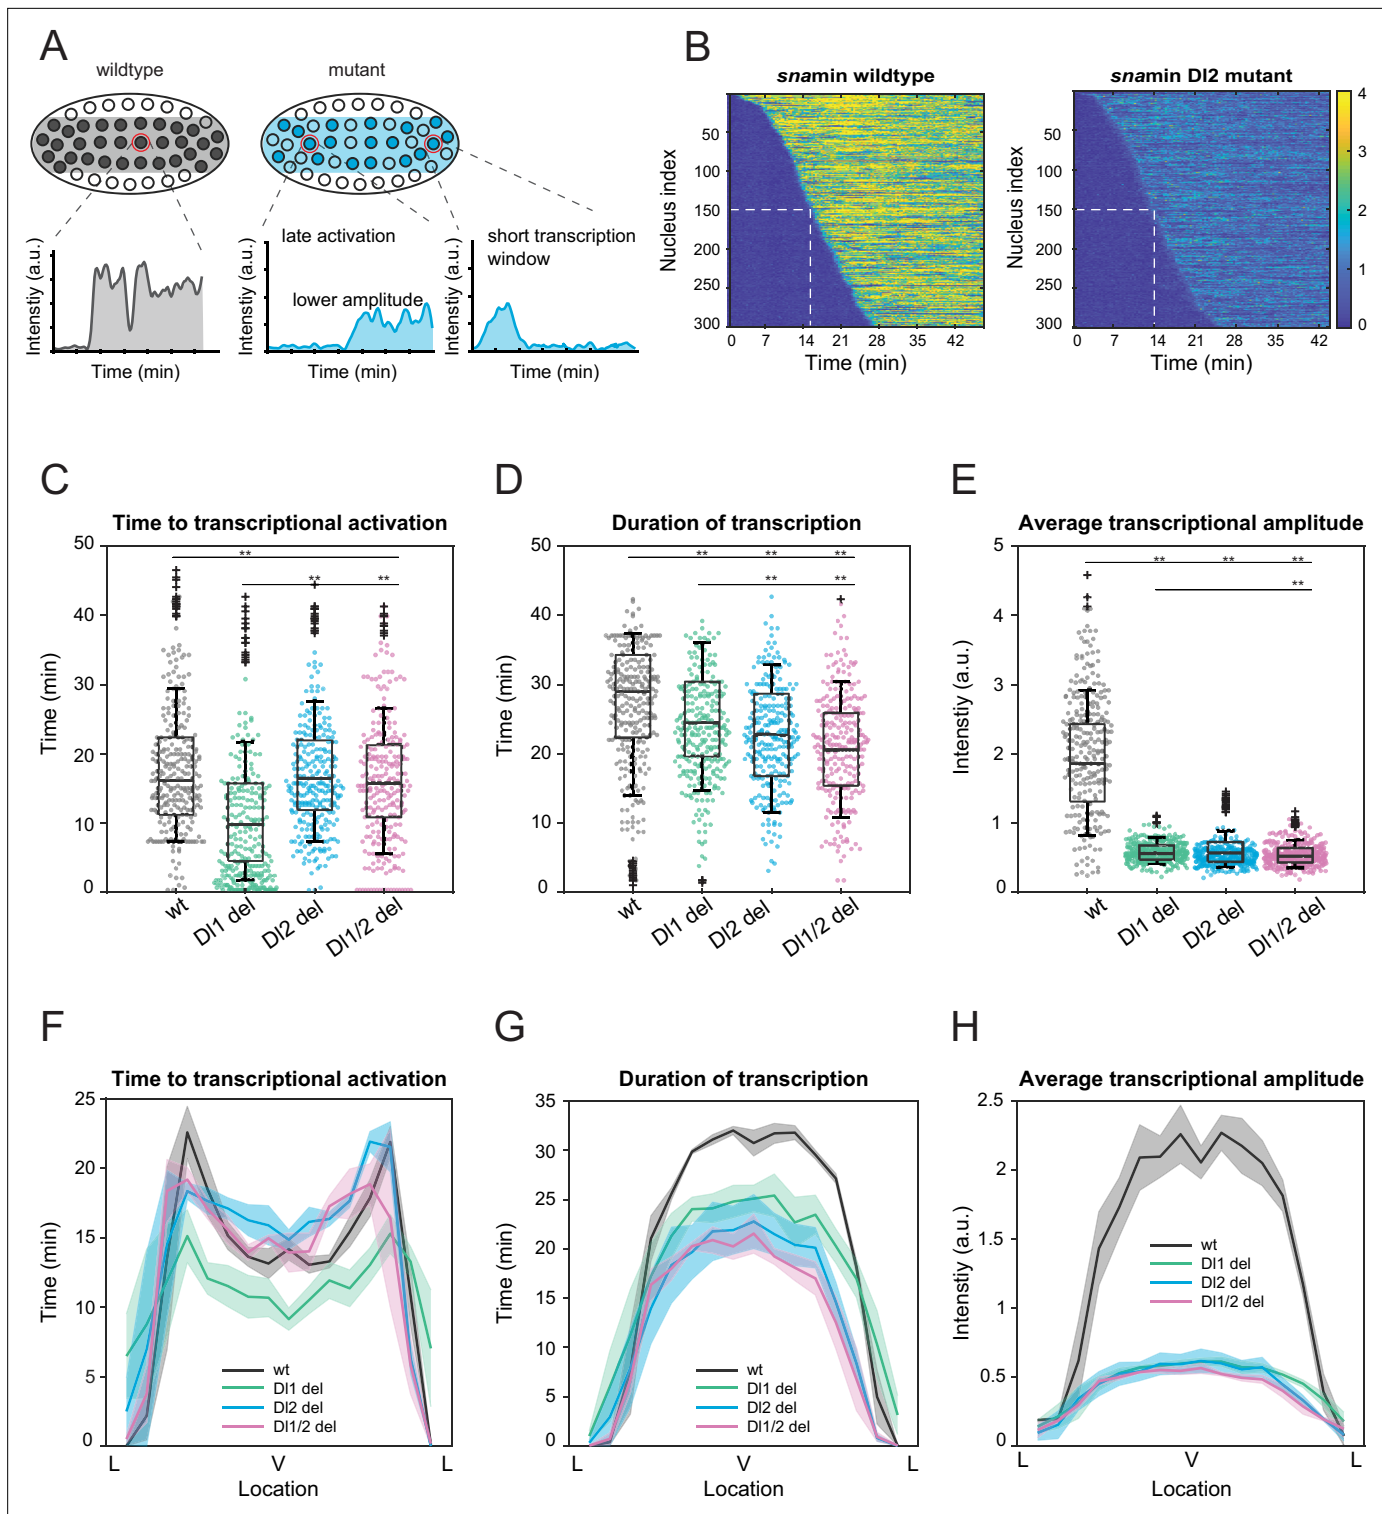 A
wildtype
mutant
Intenstiy (a.u.)
Time (min)
late activation
lower amplitude
Intenstiy (a.u.)
Time (min)
short transcription
window
Intenstiy (a.u.)
Time (min)
B
snamin wildtype
Nucleus index
50
100
150
200
250
300
0 7 14 21 28 35 42
Time (min)
snamin Dl2 mutant
Nucleus index
50
100
150
200
250
300
0 7 14 21 28 35 42
Time (min)
4
3
2
1
0
C
Time to transcriptional activation
Time (min)
50
40
30
20
10
0
**
** **
wt Dl1 del Dl2 del Dl1/2 del
D
Duration of transcription
Time (min)
50
40
30
20
10
0
** ** **
** **
wt Dl1 del Dl2 del Dl1/2 del
E
Average transcriptional amplitude
Intenstiy (a.u.)
5
4
3
2
1
0
** ** **
**
wt Dl1 del Dl2 del Dl1/2 del
F
Time to transcriptional activation
Time (min)
25
20
15
10
5
0
wt
Dl1 del
Dl2 del
Dl1/2 del
L V L
Location
G
Duration of transcription
Time (min)
35
30
25
20
15
10
5
0
wt
Dl1 del
Dl2 del
Dl1/2 del
L V L
Location
H
Average transcriptional amplitude
Intenstiy (a.u.)
2.5
2
1.5
1
0.5
0
wt
Dl1 del
Dl2 del
Dl1/2 del
L V L
Location